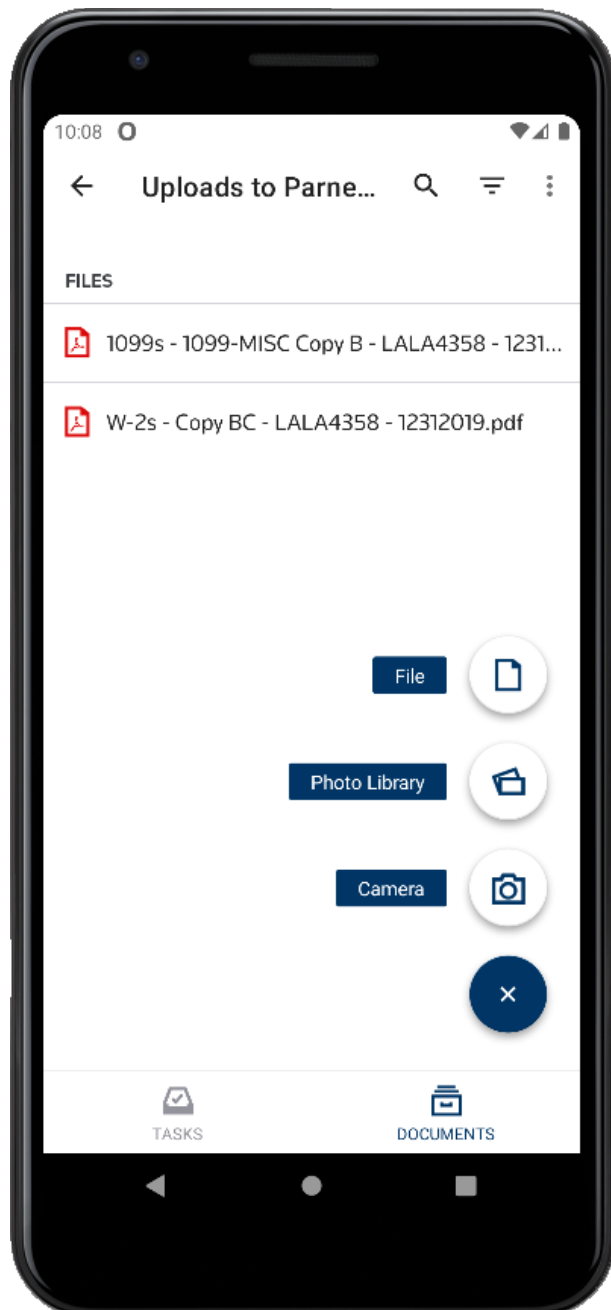 10:08
Uploads to Parne...
FILES
1099s - 1099-MISC Copy B - LALA4358 - 1231...
W-2s - Copy BC - LALA4358 - 12312019.pdf
File
Photo Library
Camera
TASKS
DOCUMENTS